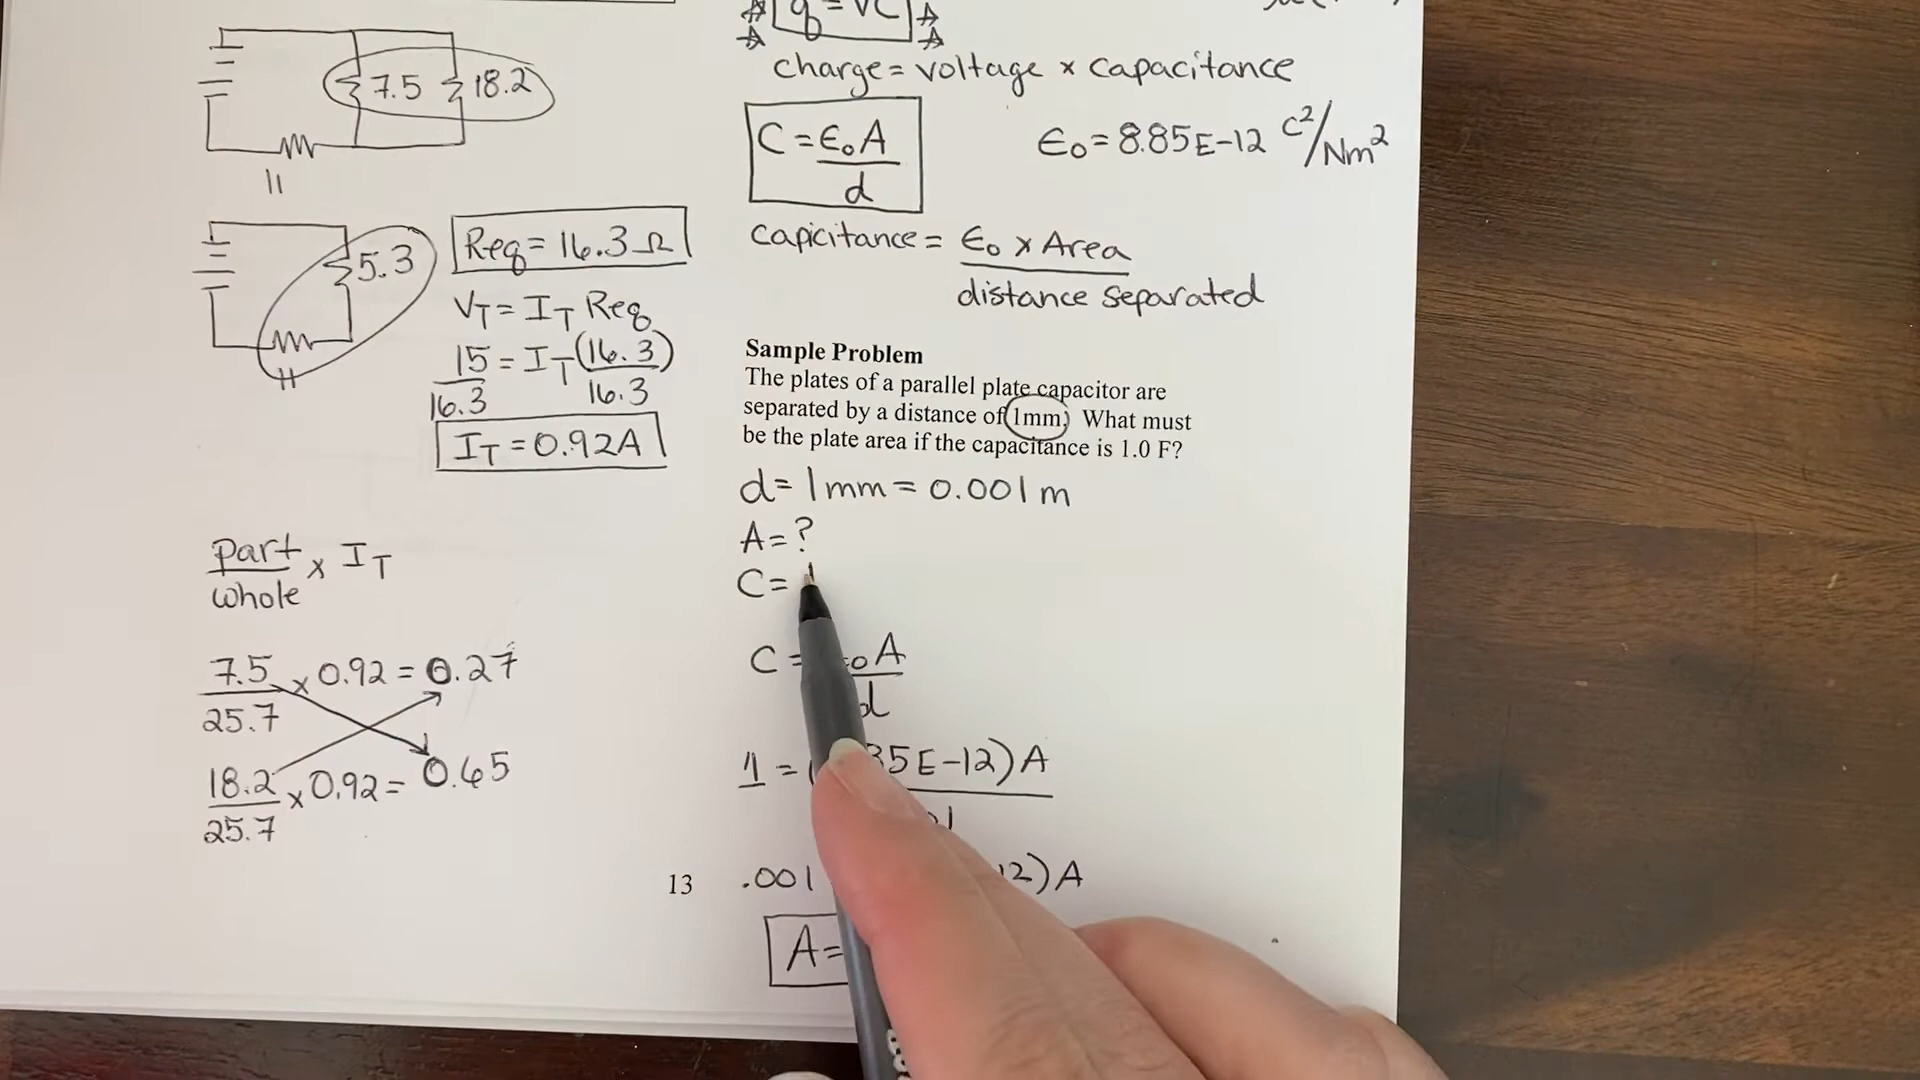 7.5 18.2
11
5.3
11
Req = 16.3 Ω
VT = IT Req
15 = IT (16.3)
16.3 16.3
IT = 0.92A
part
whole × IT
7.5 × 0.92 = 0.27
25.7
18.2 × 0.92 = 0.65
25.7
13
q = VC
charge = voltage × capacitance
C = ϵ₀A
d
ϵ₀ = 8.85E-12 C²/Nm²
capicitance = ϵ₀ × Area
distance separated
Sample Problem
The plates of a parallel plate capacitor are
separated by a distance of 1mm. What must
be the plate area if the capacitance is 1.0 F?
d = 1mm = 0.001 m
A = ?
C =
C = ₀A
d
1 = ( 85E-12)A
.001 12)A
A =